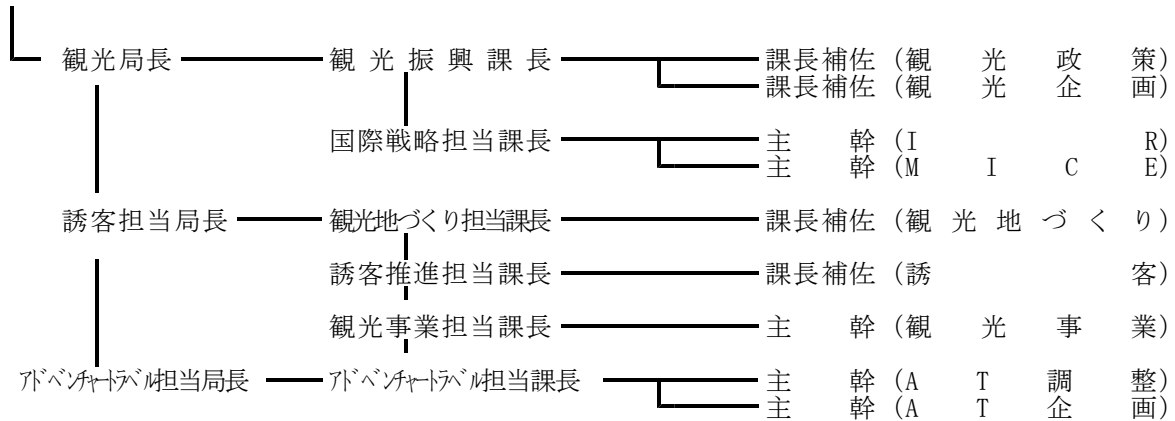 観光局長 観光振興課長 課長補佐(観光政策)
課長補佐(観光企画)
国際戦略担当課長 主幹(IR)
主幹(MICE)
誘客担当局長 観光地づくり担当課長 課長補佐(観光地づくり)
誘客推進担当課長 課長補佐(誘客)
観光事業担当課長 主幹(観光事業)
アドベンチャートラベル担当局長 アドベンチャートラベル担当課長 主幹(AT調整)
主幹(AT企画)